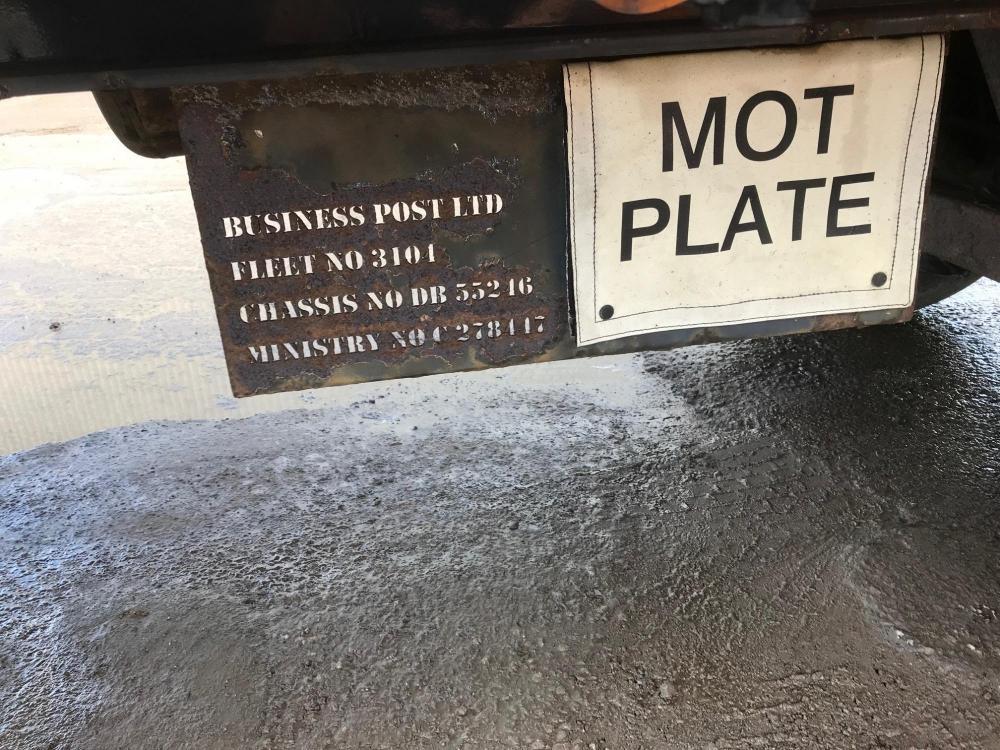 BUSINESS POST LTD
FLEET NO 3104
CHASSIS NO DB 55246
MINISTRY NO C 278447
MOT
PLATE